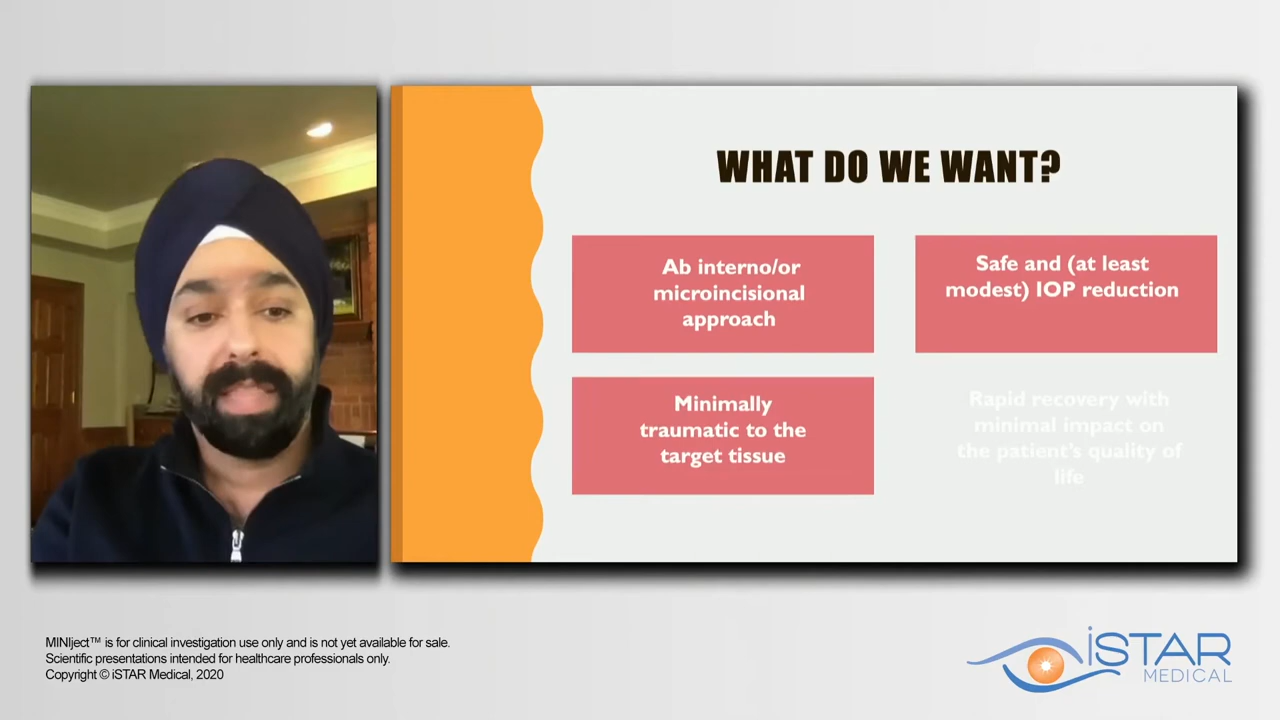 WHAT DO WE WANT?
Ab interno/or
microincisional
approach
Safe and (at least
modest) IOP reduction
Minimally
traumatic to the
target tissue
Rapid recovery with
minimal impact on
the patient's quality of
life
MINIject™ is for clinical investigation use only and is not yet available for sale.
Scientific presentations intended for healthcare professionals only.
Copyright © iSTAR Medical, 2020
iSTAR
MEDICAL